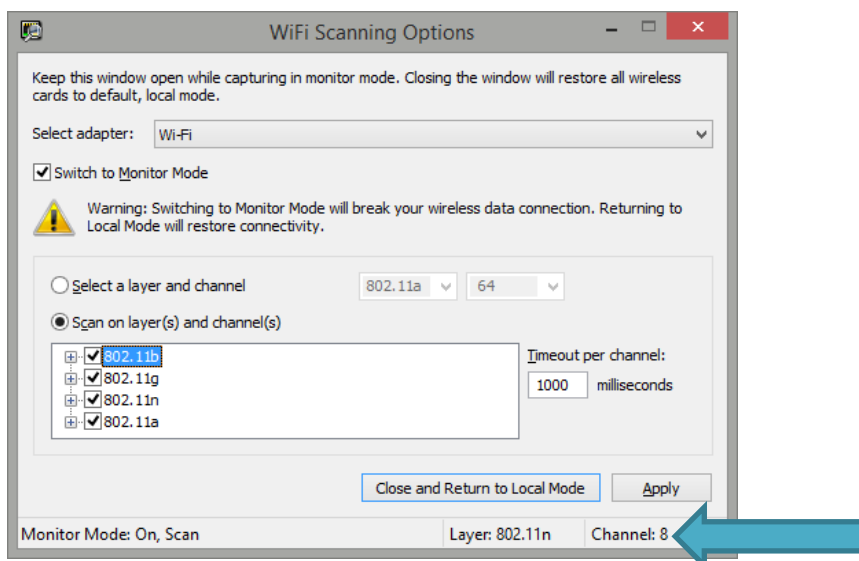 WiFi Scanning Options
Keep this window open while capturing in monitor mode. Closing the window will restore all wireless
cards to default, local mode.
Select adapter: Wi-Fi
Switch to Monitor Mode
Warning: Switching to Monitor Mode will break your wireless data connection. Returning to
Local Mode will restore connectivity.
Select a layer and channel 802.11a 64
Scan on layer(s) and channel(s)
802.11b Timeout per channel:
802.11g 1000 milliseconds
802.11n
802.11a
Close and Return to Local Mode Apply
Monitor Mode: On, Scan Layer: 802.11n Channel: 8